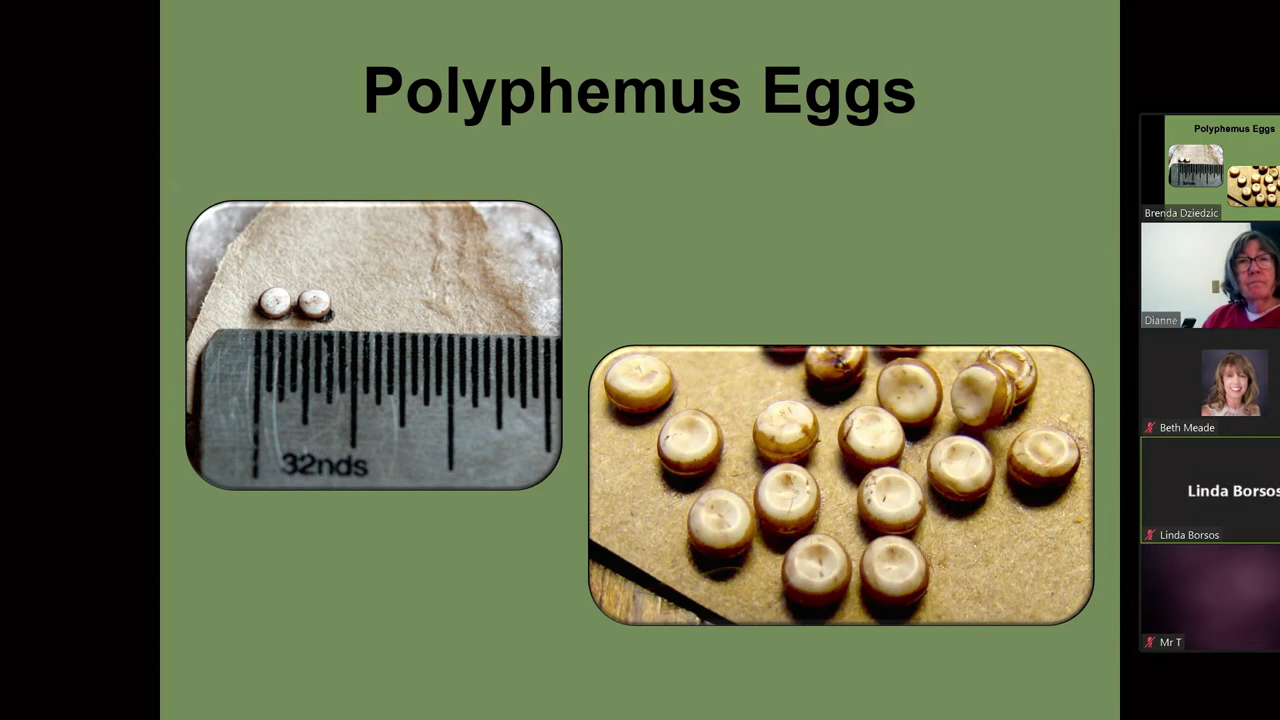 Polyphemus Eggs
32nds
Polyphemus Eggs
Brenda Dziedzic
Dianne
Beth Meade
Linda Borsos
Linda Borsos
Mr T